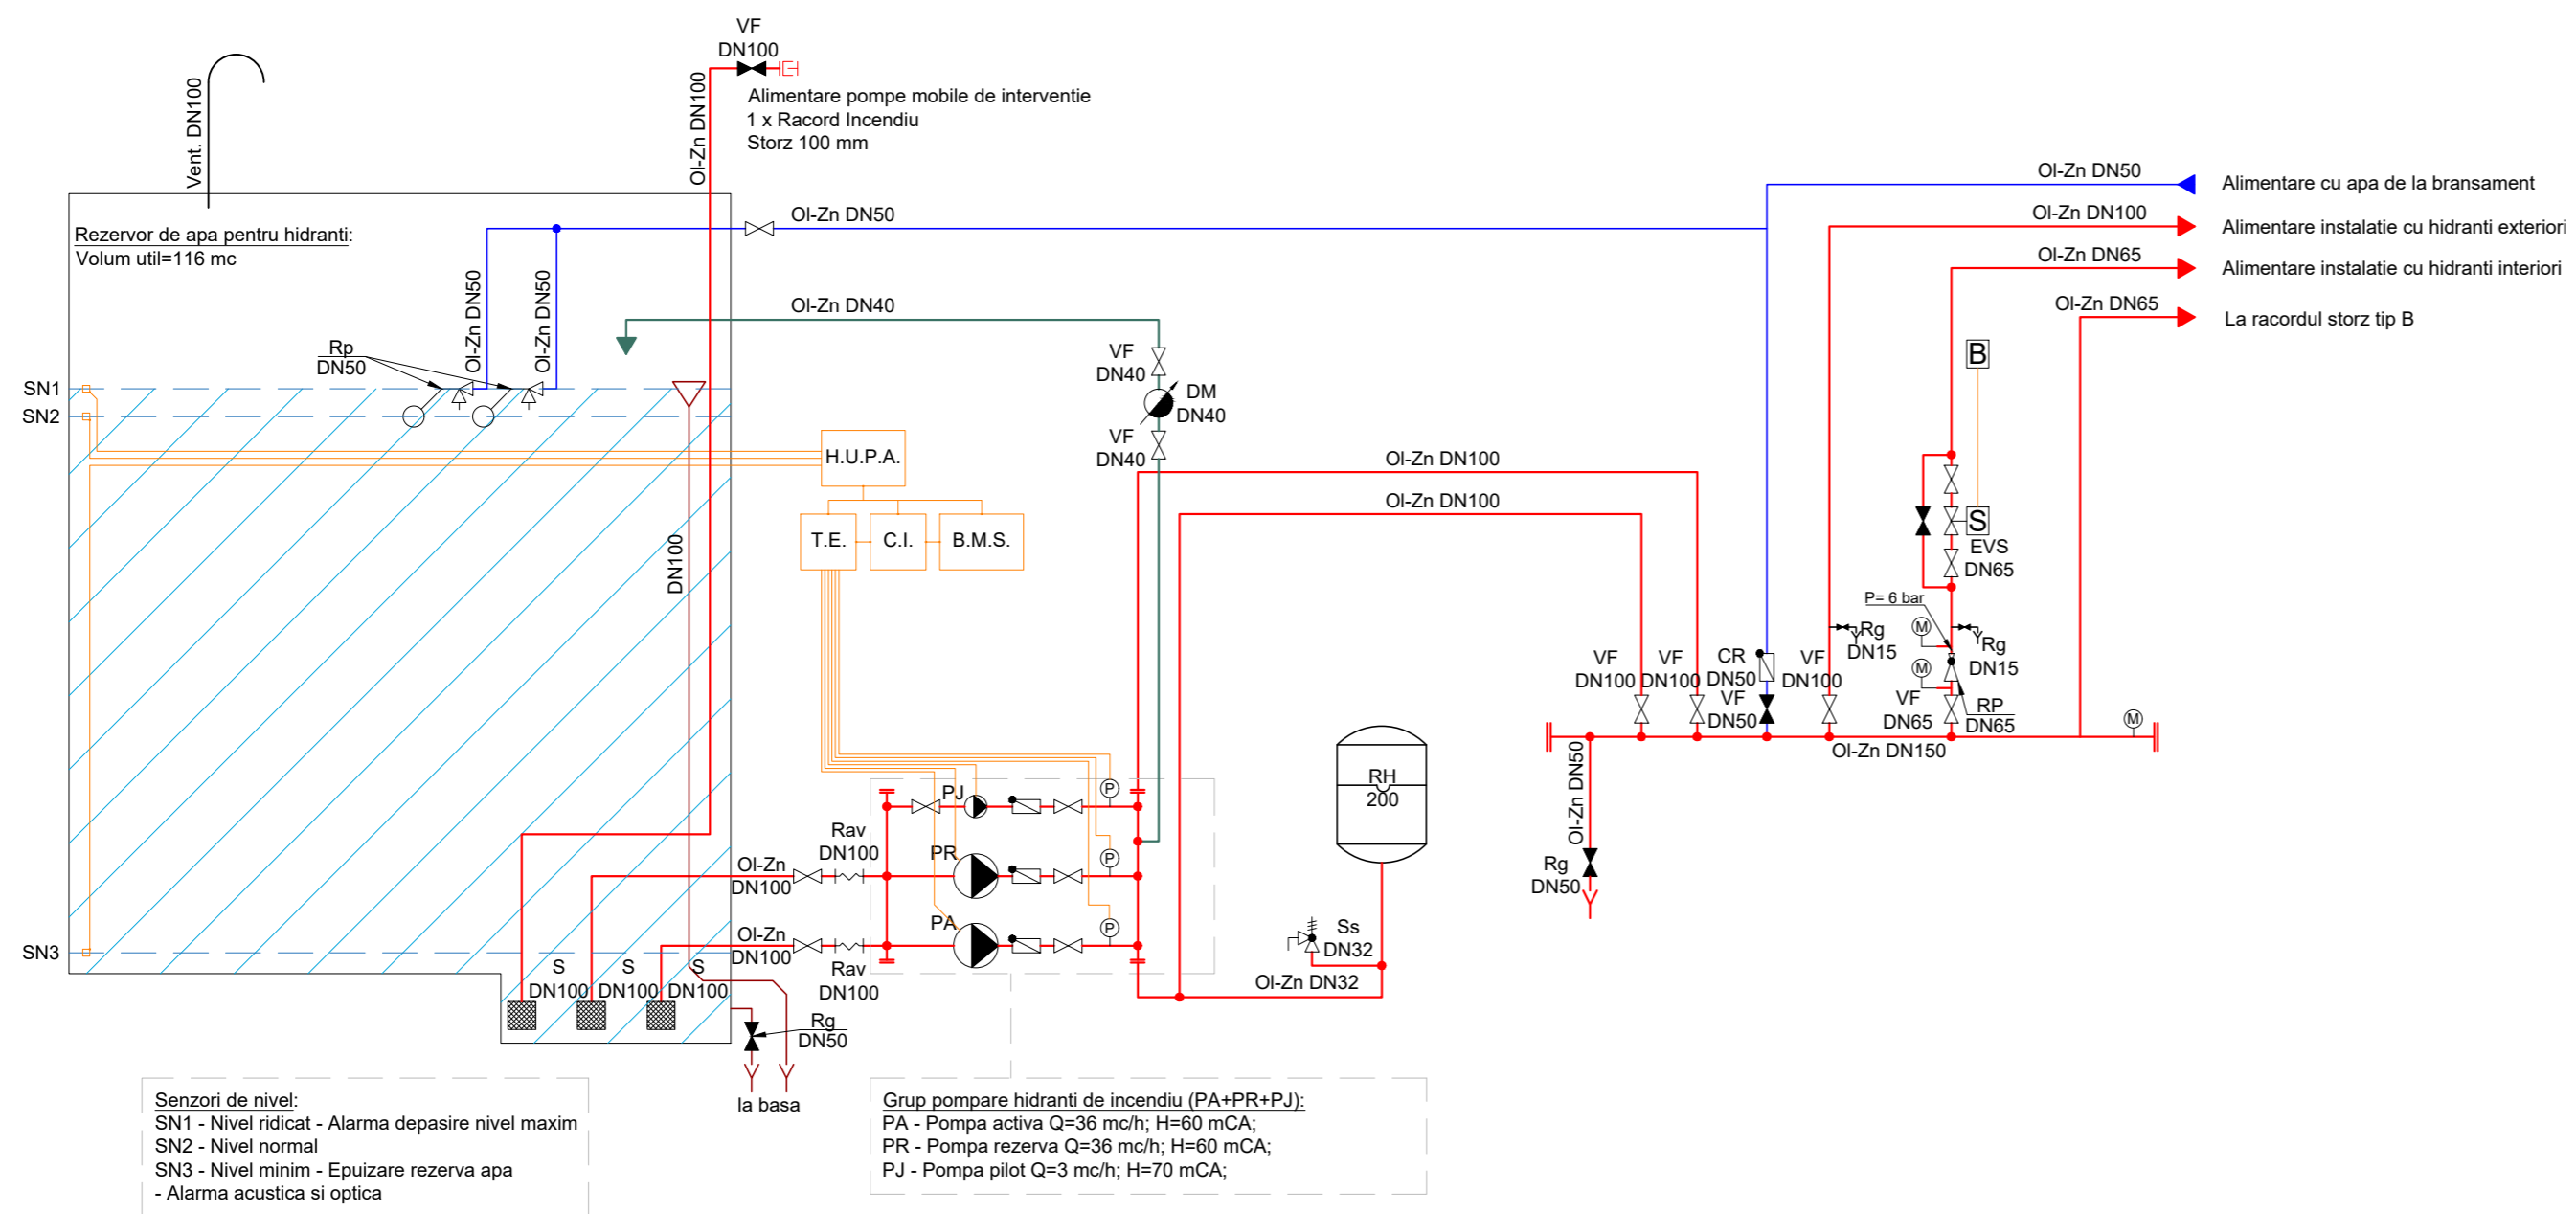 VF
DN100
Ol-Zn DN100
Alimentare pompe mobile de interventie
1 x Racord Incendiu
Storz 100 mm
Vent. DN100
Rezervor de apa pentru hidranti:
Volum util=116 mc
Ol-Zn DN50
Ol-Zn DN50
Ol-Zn DN50
Ol-Zn DN50
Alimentare cu apa de la bransament
Ol-Zn DN100
Alimentare instalatie cu hidranti exteriori
Ol-Zn DN65
Alimentare instalatie cu hidranti interiori
Ol-Zn DN65
La racordul storz tip B
Ol-Zn DN40
Rp
DN50
SN1
SN2
SN3
VF
DN40
DM
DN40
VF
DN40
H.U.P.A.
T.E.
C.I.
B.M.S.
DN100
Ol-Zn DN100
Ol-Zn DN100
B
S
EVS
DN65
P= 6 bar
M
M
Rg
DN15
Rg
DN15
VF
DN100
VF
DN100
CR
DN50
VF
DN50
VF
DN100
VF
DN65
RP
DN65
M
Ol-Zn DN150
Ol-Zn DN50
Rg
DN50
RH
200
Ss
DN32
Ol-Zn DN32
PJ
PR
PA
P
P
P
Rav
DN100
Ol-Zn
DN100
Ol-Zn
DN100
Rav
DN100
S
DN100
S
DN100
S
DN100
Rg
DN50
la basa
Senzori de nivel:
SN1 - Nivel ridicat - Alarma depasire nivel maxim
SN2 - Nivel normal
SN3 - Nivel minim - Epuizare rezerva apa
- Alarma acustica si optica
Grup pompare hidranti de incendiu (PA+PR+PJ):
PA - Pompa activa Q=36 mc/h; H=60 mCA;
PR - Pompa rezerva Q=36 mc/h; H=60 mCA;
PJ - Pompa pilot Q=3 mc/h; H=70 mCA;